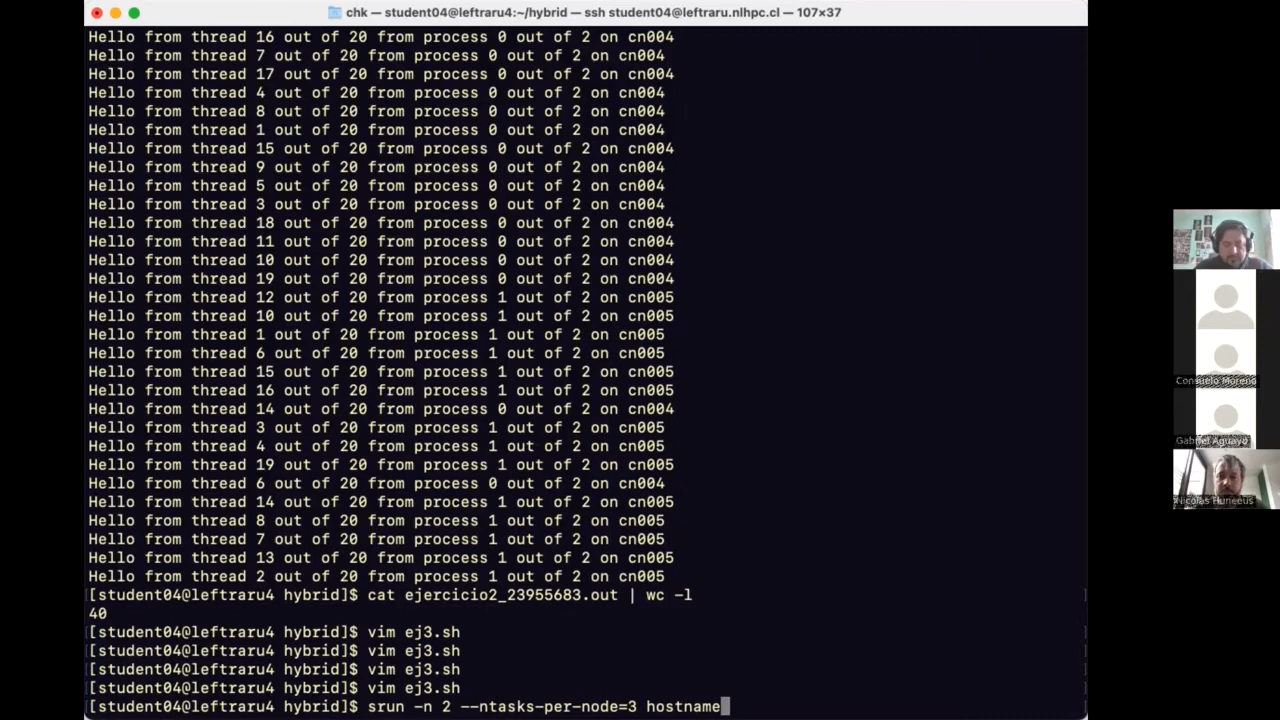 chk — student04@leftraru4:~/hybrid — ssh student04@leftraru.nlhpc.cl — 107×37
Hello from thread 16 out of 20 from process 0 out of 2 on cn004
Hello from thread 7 out of 20 from process 0 out of 2 on cn004
Hello from thread 17 out of 20 from process 0 out of 2 on cn004
Hello from thread 4 out of 20 from process 0 out of 2 on cn004
Hello from thread 8 out of 20 from process 0 out of 2 on cn004
Hello from thread 1 out of 20 from process 0 out of 2 on cn004
Hello from thread 15 out of 20 from process 0 out of 2 on cn004
Hello from thread 9 out of 20 from process 0 out of 2 on cn004
Hello from thread 5 out of 20 from process 0 out of 2 on cn004
Hello from thread 3 out of 20 from process 0 out of 2 on cn004
Hello from thread 18 out of 20 from process 0 out of 2 on cn004
Hello from thread 11 out of 20 from process 0 out of 2 on cn004
Hello from thread 10 out of 20 from process 0 out of 2 on cn004
Hello from thread 19 out of 20 from process 0 out of 2 on cn004
Hello from thread 12 out of 20 from process 1 out of 2 on cn005
Hello from thread 10 out of 20 from process 1 out of 2 on cn005
Hello from thread 1 out of 20 from process 1 out of 2 on cn005
Hello from thread 6 out of 20 from process 1 out of 2 on cn005
Hello from thread 15 out of 20 from process 1 out of 2 on cn005
Hello from thread 16 out of 20 from process 1 out of 2 on cn005
Hello from thread 14 out of 20 from process 0 out of 2 on cn004
Hello from thread 3 out of 20 from process 1 out of 2 on cn005
Hello from thread 4 out of 20 from process 1 out of 2 on cn005
Hello from thread 19 out of 20 from process 1 out of 2 on cn005
Hello from thread 6 out of 20 from process 0 out of 2 on cn004
Hello from thread 14 out of 20 from process 1 out of 2 on cn005
Hello from thread 8 out of 20 from process 1 out of 2 on cn005
Hello from thread 7 out of 20 from process 1 out of 2 on cn005
Hello from thread 13 out of 20 from process 1 out of 2 on cn005
Hello from thread 2 out of 20 from process 1 out of 2 on cn005
[student04@leftraru4 hybrid]$ cat ejercicio2_23955683.out | wc -l
40
[student04@leftraru4 hybrid]$ vim ej3.sh
[student04@leftraru4 hybrid]$ vim ej3.sh
[student04@leftraru4 hybrid]$ vim ej3.sh
[student04@leftraru4 hybrid]$ vim ej3.sh
[student04@leftraru4 hybrid]$ srun -n 2 --ntasks-per-node=3 hostname
Consuelo Moreno
Gabriel Aguayo
Nicolas Huneeus